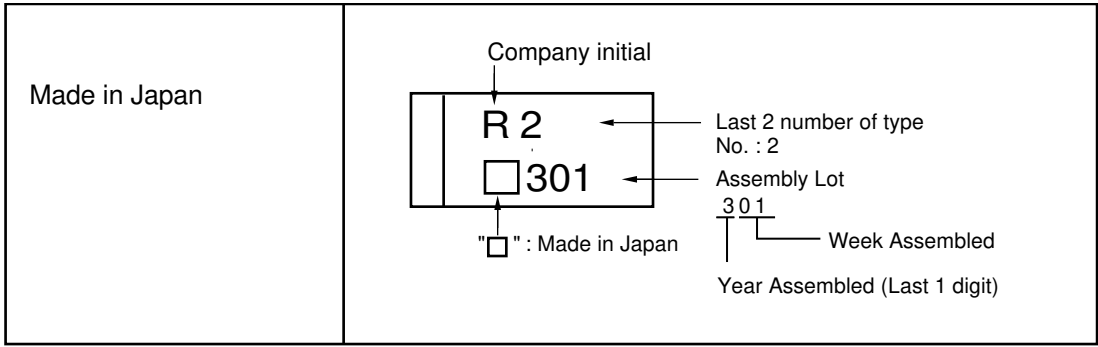 Made in Japan
Company initial
R 2
Last 2 number of type
No. : 2
□301
Assembly Lot
301
"□" : Made in Japan
Week Assembled
Year Assembled (Last 1 digit)